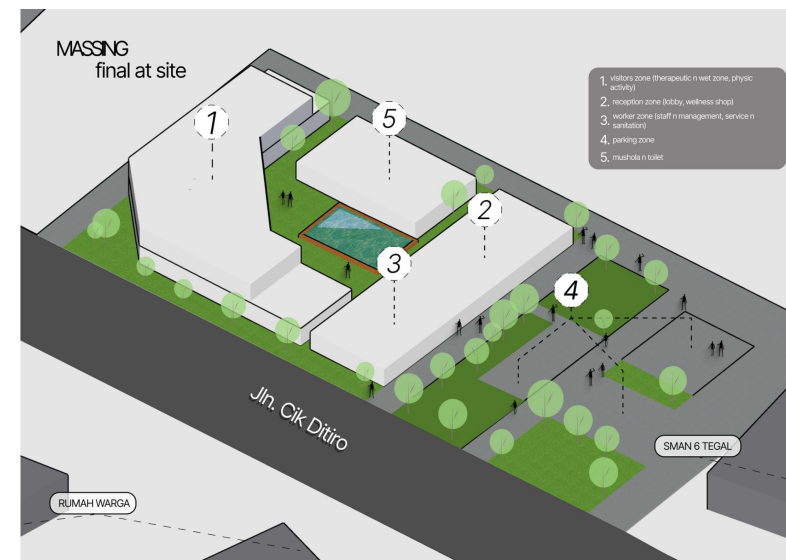 MASSING
final at site
1. visitors zone (therapeutic n wet zone, physic
activity)
2. reception zone (lobby, wellness shop)
3. worker zone (staff n management, service n
sanitation)
4. parking zone
5. mushola n toilet
1
5
2
3
4
Jln. Cik Ditiro
SMAN 6 TEGAL
RUMAH WARGA